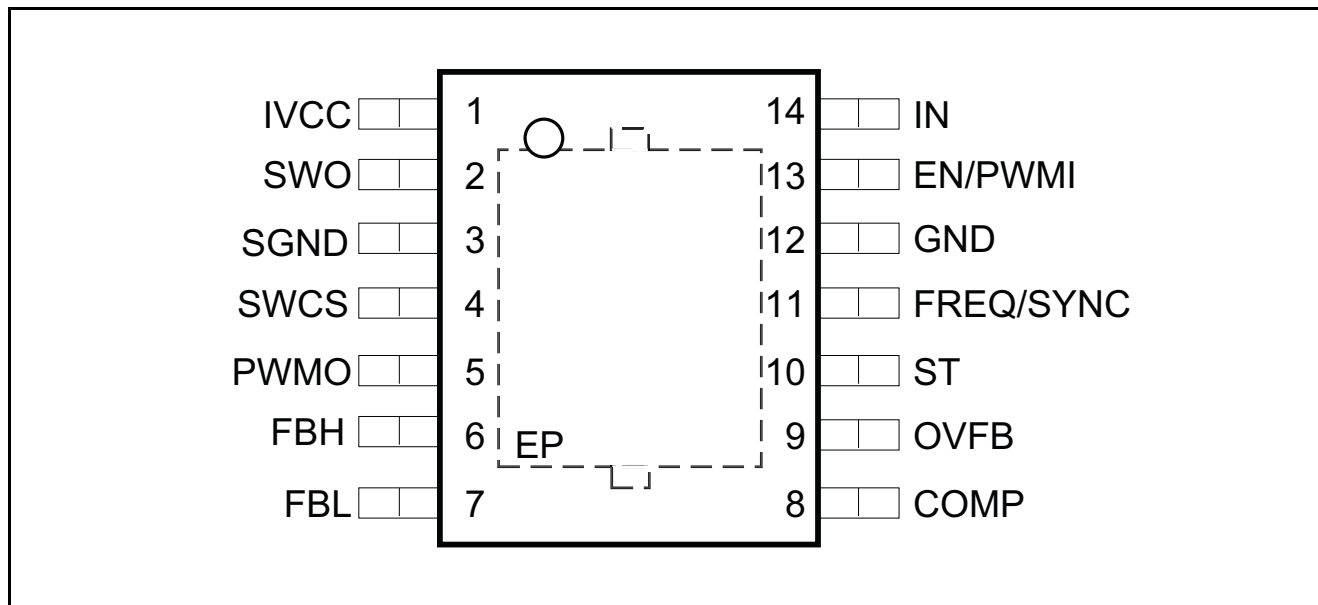 IVCC 1 14 IN
SWO 2 13 EN/PWMI
SGND 3 12 GND
SWCS 4 11 FREQ/SYNC
PWMO 5 10 ST
FBH 6 EP 9 OVFB
FBL 7 8 COMP